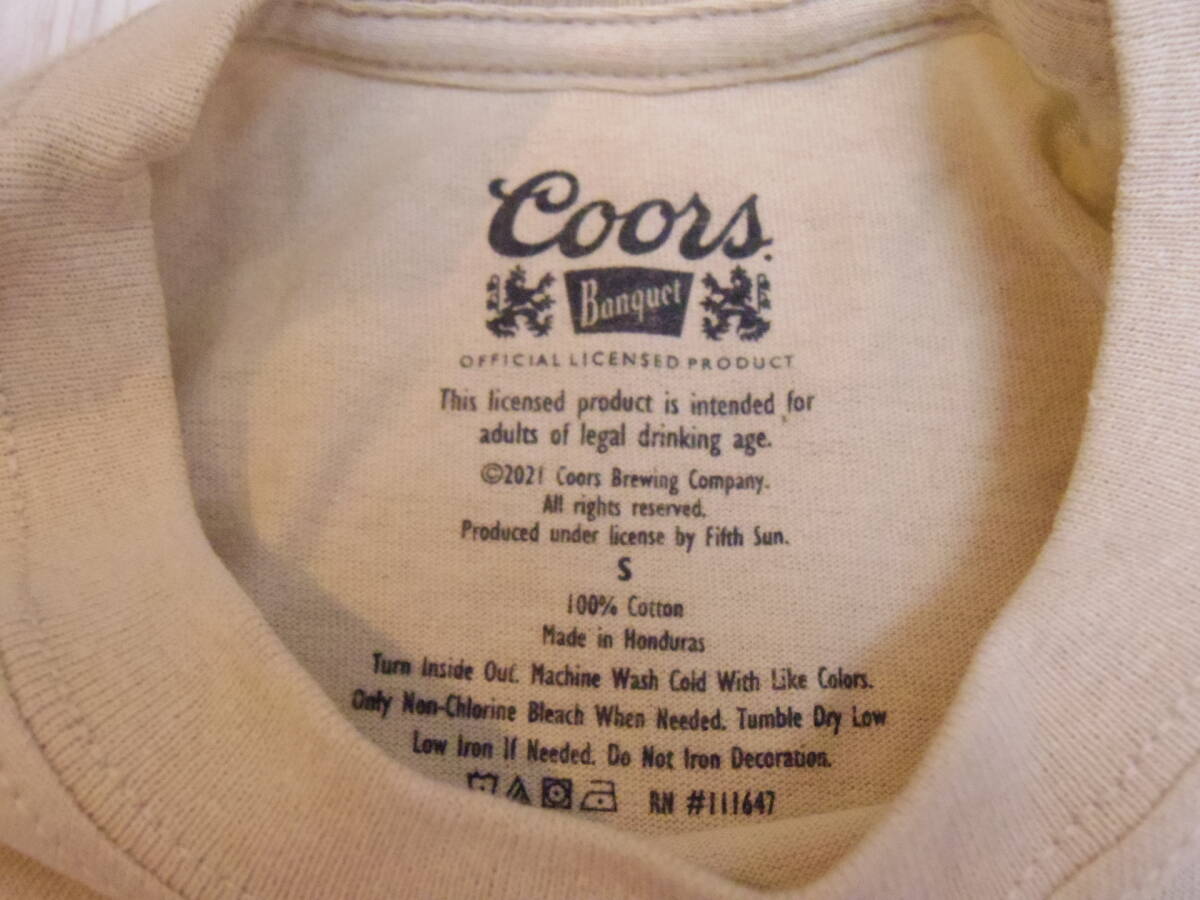 Coors
Banquet
OFFICIAL LICENSED PRODUCT
This licensed product is intended for
adults of legal drinking age.
©2021 Coors Brewing Company.
All rights reserved.
Produced under license by Fifth Sun.
S
100% Cotton
Made in Honduras
Turn Inside Out. Machine Wash Cold With Like Colors.
Only Non-Chlorine Bleach When Needed. Tumble Dry Low
Low Iron If Needed. Do Not Iron Decoration.
RN #111647